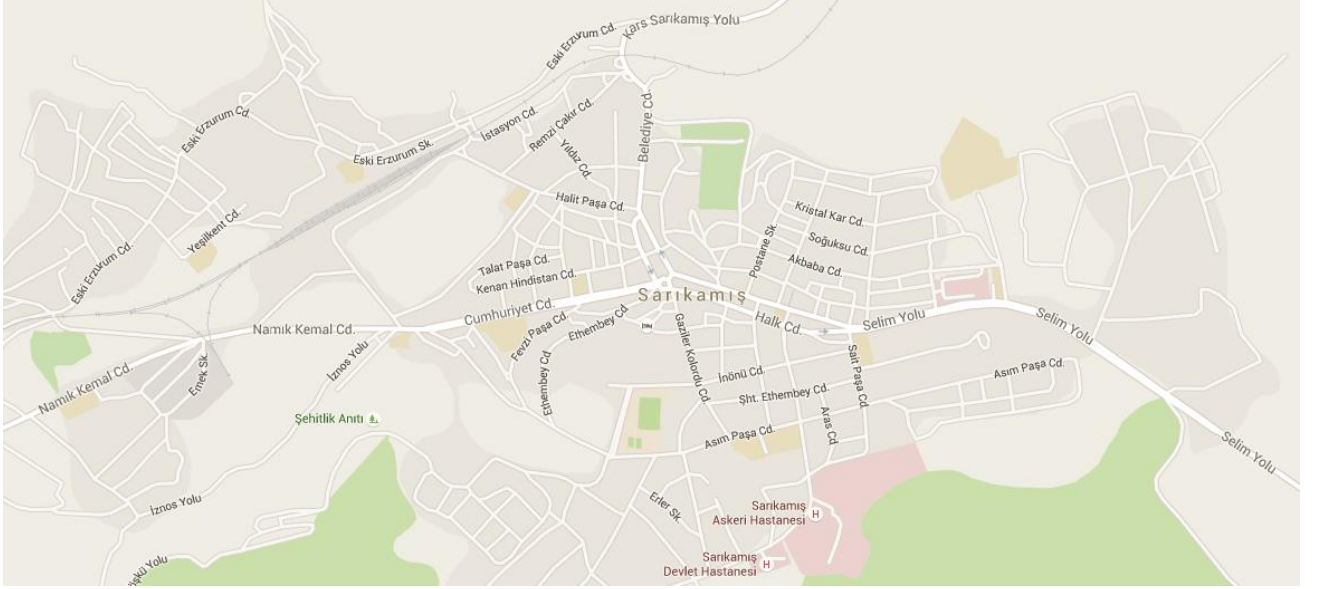 Kars Sarıkamış Yolu
Eski Erzurum Cd.
Eski Erzurum Cd.
İstasyon Cd.
Remzi Çakır Cd.
Belediye Cd.
Eski Erzurum Sk.
Yıldız Cd.
Halit Paşa Cd.
Kristal Kar Cd.
Yeşilkent Cd.
Postane Sk.
Soğuksu Cd.
Eski Erzurum Cd.
Talat Paşa Cd.
Akbaba Cd.
Kenan Hindistan Cd.
Sarıkamış
Cumhuriyet Cd.
Namık Kemal Cd.
Fevzi Paşa Cd.
Ethembey Cd.
Gaziler Kolordu Cd.
Halk Cd.
Selim Yolu
Selim Yolu
İznos Yolu
Emek Sk.
Namık Kemal Cd.
Ethembey Cd
İnönü Cd.
Sait Paşa Cd.
Asım Paşa Cd.
Şht. Ethembey Cd.
Şehitlik Anıtı
Asım Paşa Cd.
Aras Cd
Selim Yolu
İznos Yolu
Erler Sk.
Sarıkamış
Askeri Hastanesi
H
Sarıkamış
Devlet Hastanesi
H
Yolu